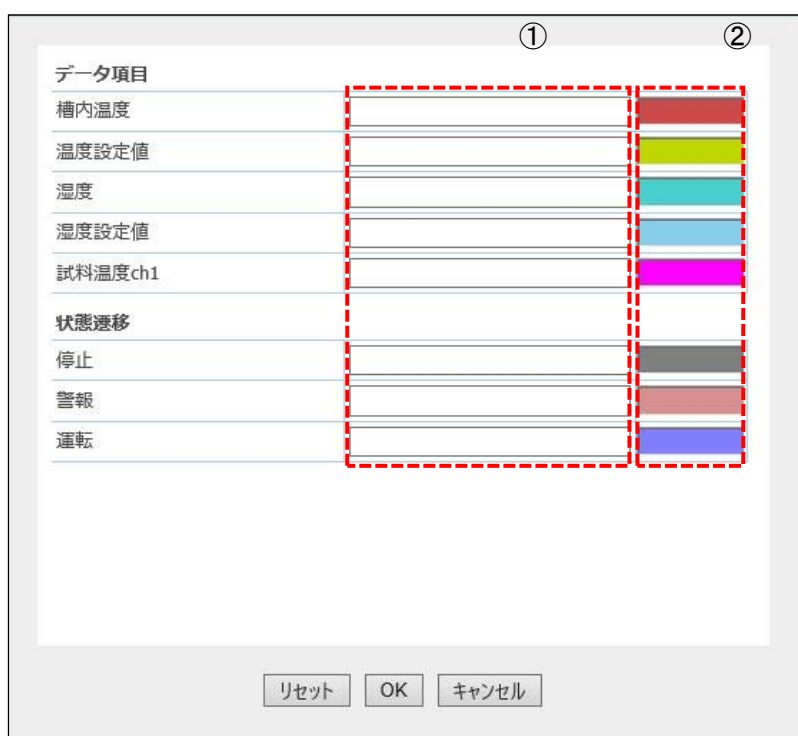 ① ②
データ項目
槽内温度
温度設定値
湿度
湿度設定値
試料温度ch1
状態遷移
停止
警報
運転
リセット OK キャンセル